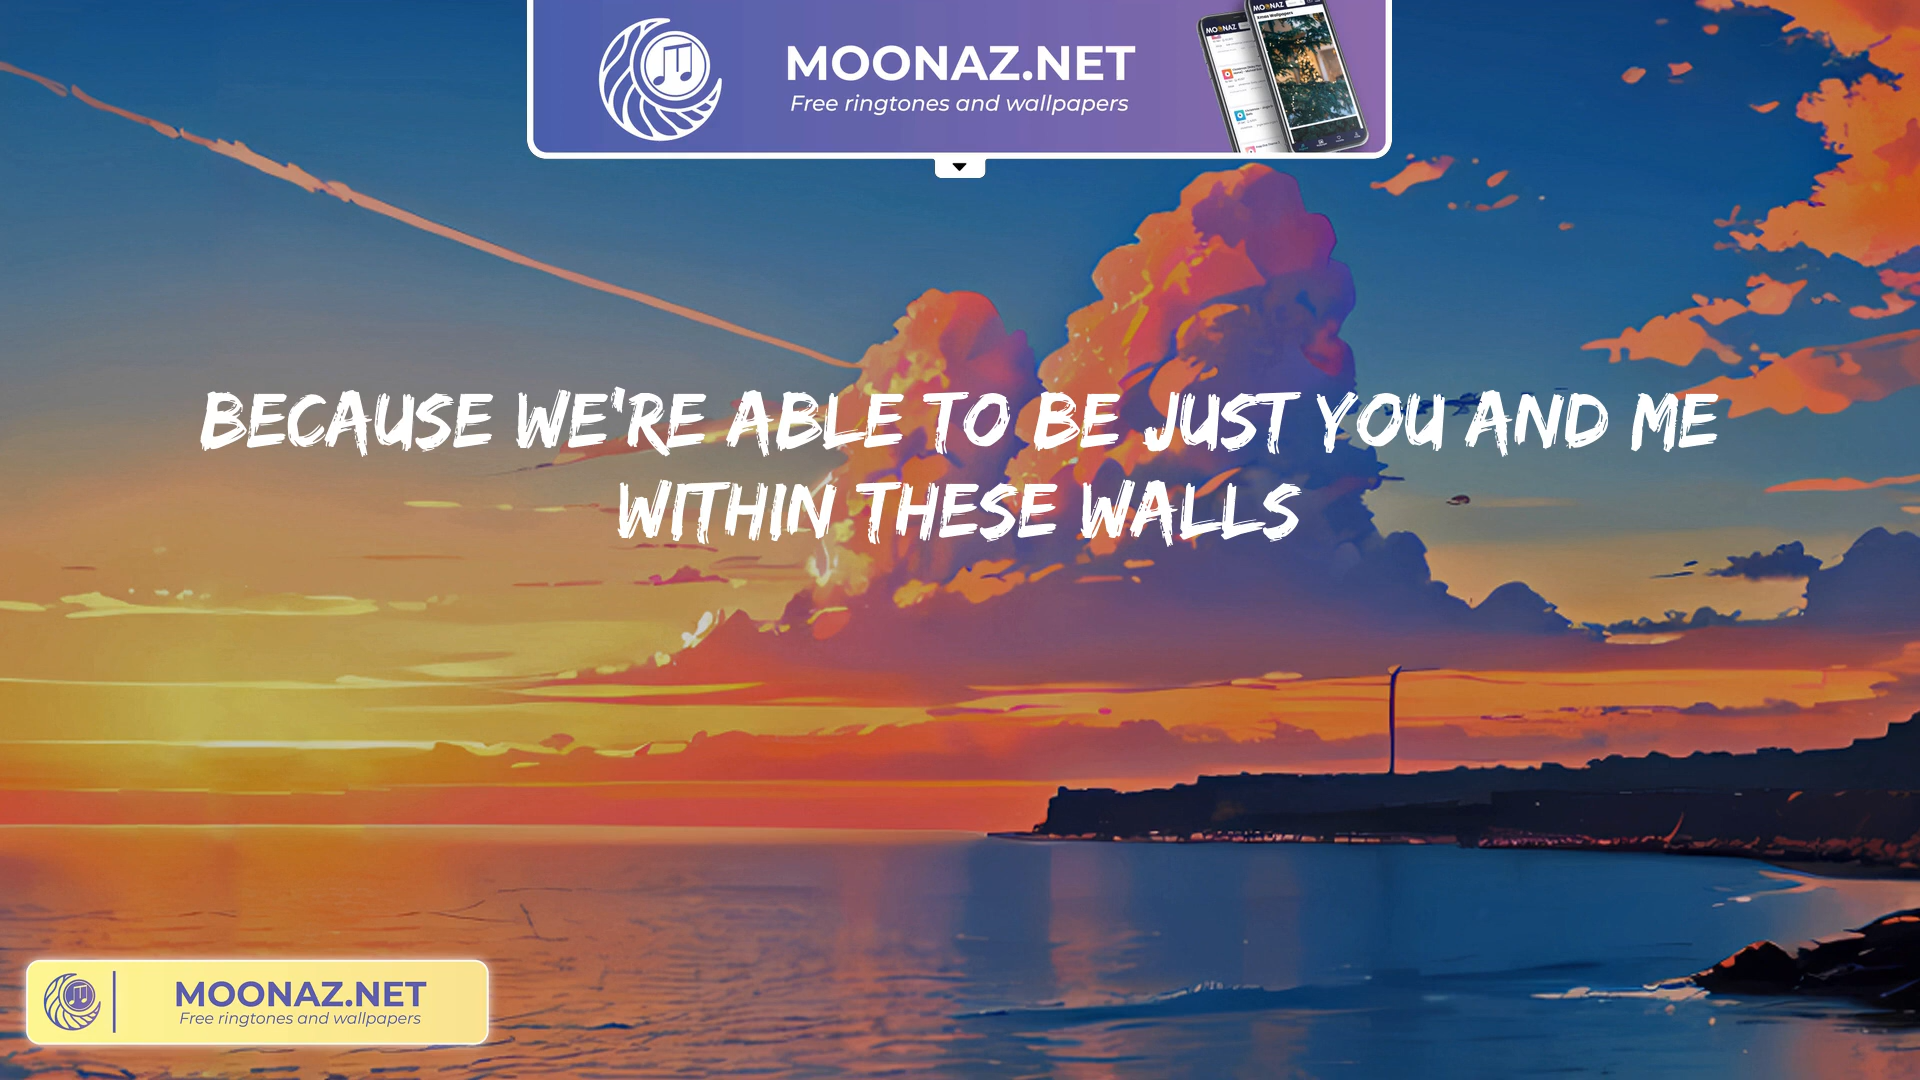 MOONAZ.NET
Free ringtones and wallpapers
BECAUSE WE'RE ABLE TO BE JUST YOU AND ME
WITHIN THESE WALLS
MOONAZ.NET
Free ringtones and wallpapers